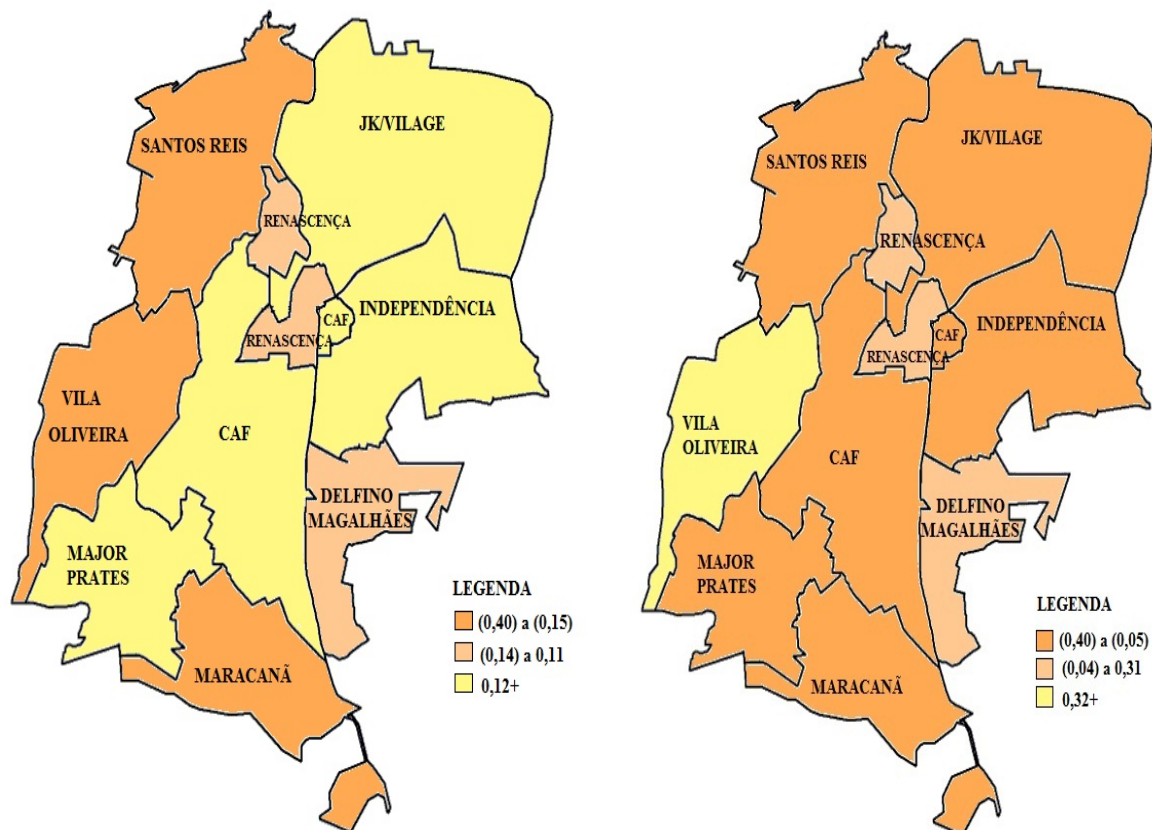 JK/VILAGE
SANTOS REIS
RENASCENÇA
INDEPENDÊNCIA
CAF
RENASCENÇA
VILA
OLIVEIRA
CAF
DELFINO
MAGALHÃES
MAJOR
PRATES
MARACANÃ
LEGENDA
(0,40) a (0,15)
(0,14) a 0,11
0,12+
JK/VILAGE
SANTOS REIS
RENASCENÇA
INDEPENDÊNCIA
CAF
RENASCENÇA
VILA
OLIVEIRA
CAF
DELFINO
MAGALHÃES
MAJOR
PRATES
MARACANÃ
LEGENDA
(0,40) a (0,05)
(0,04) a 0,31
0,32+